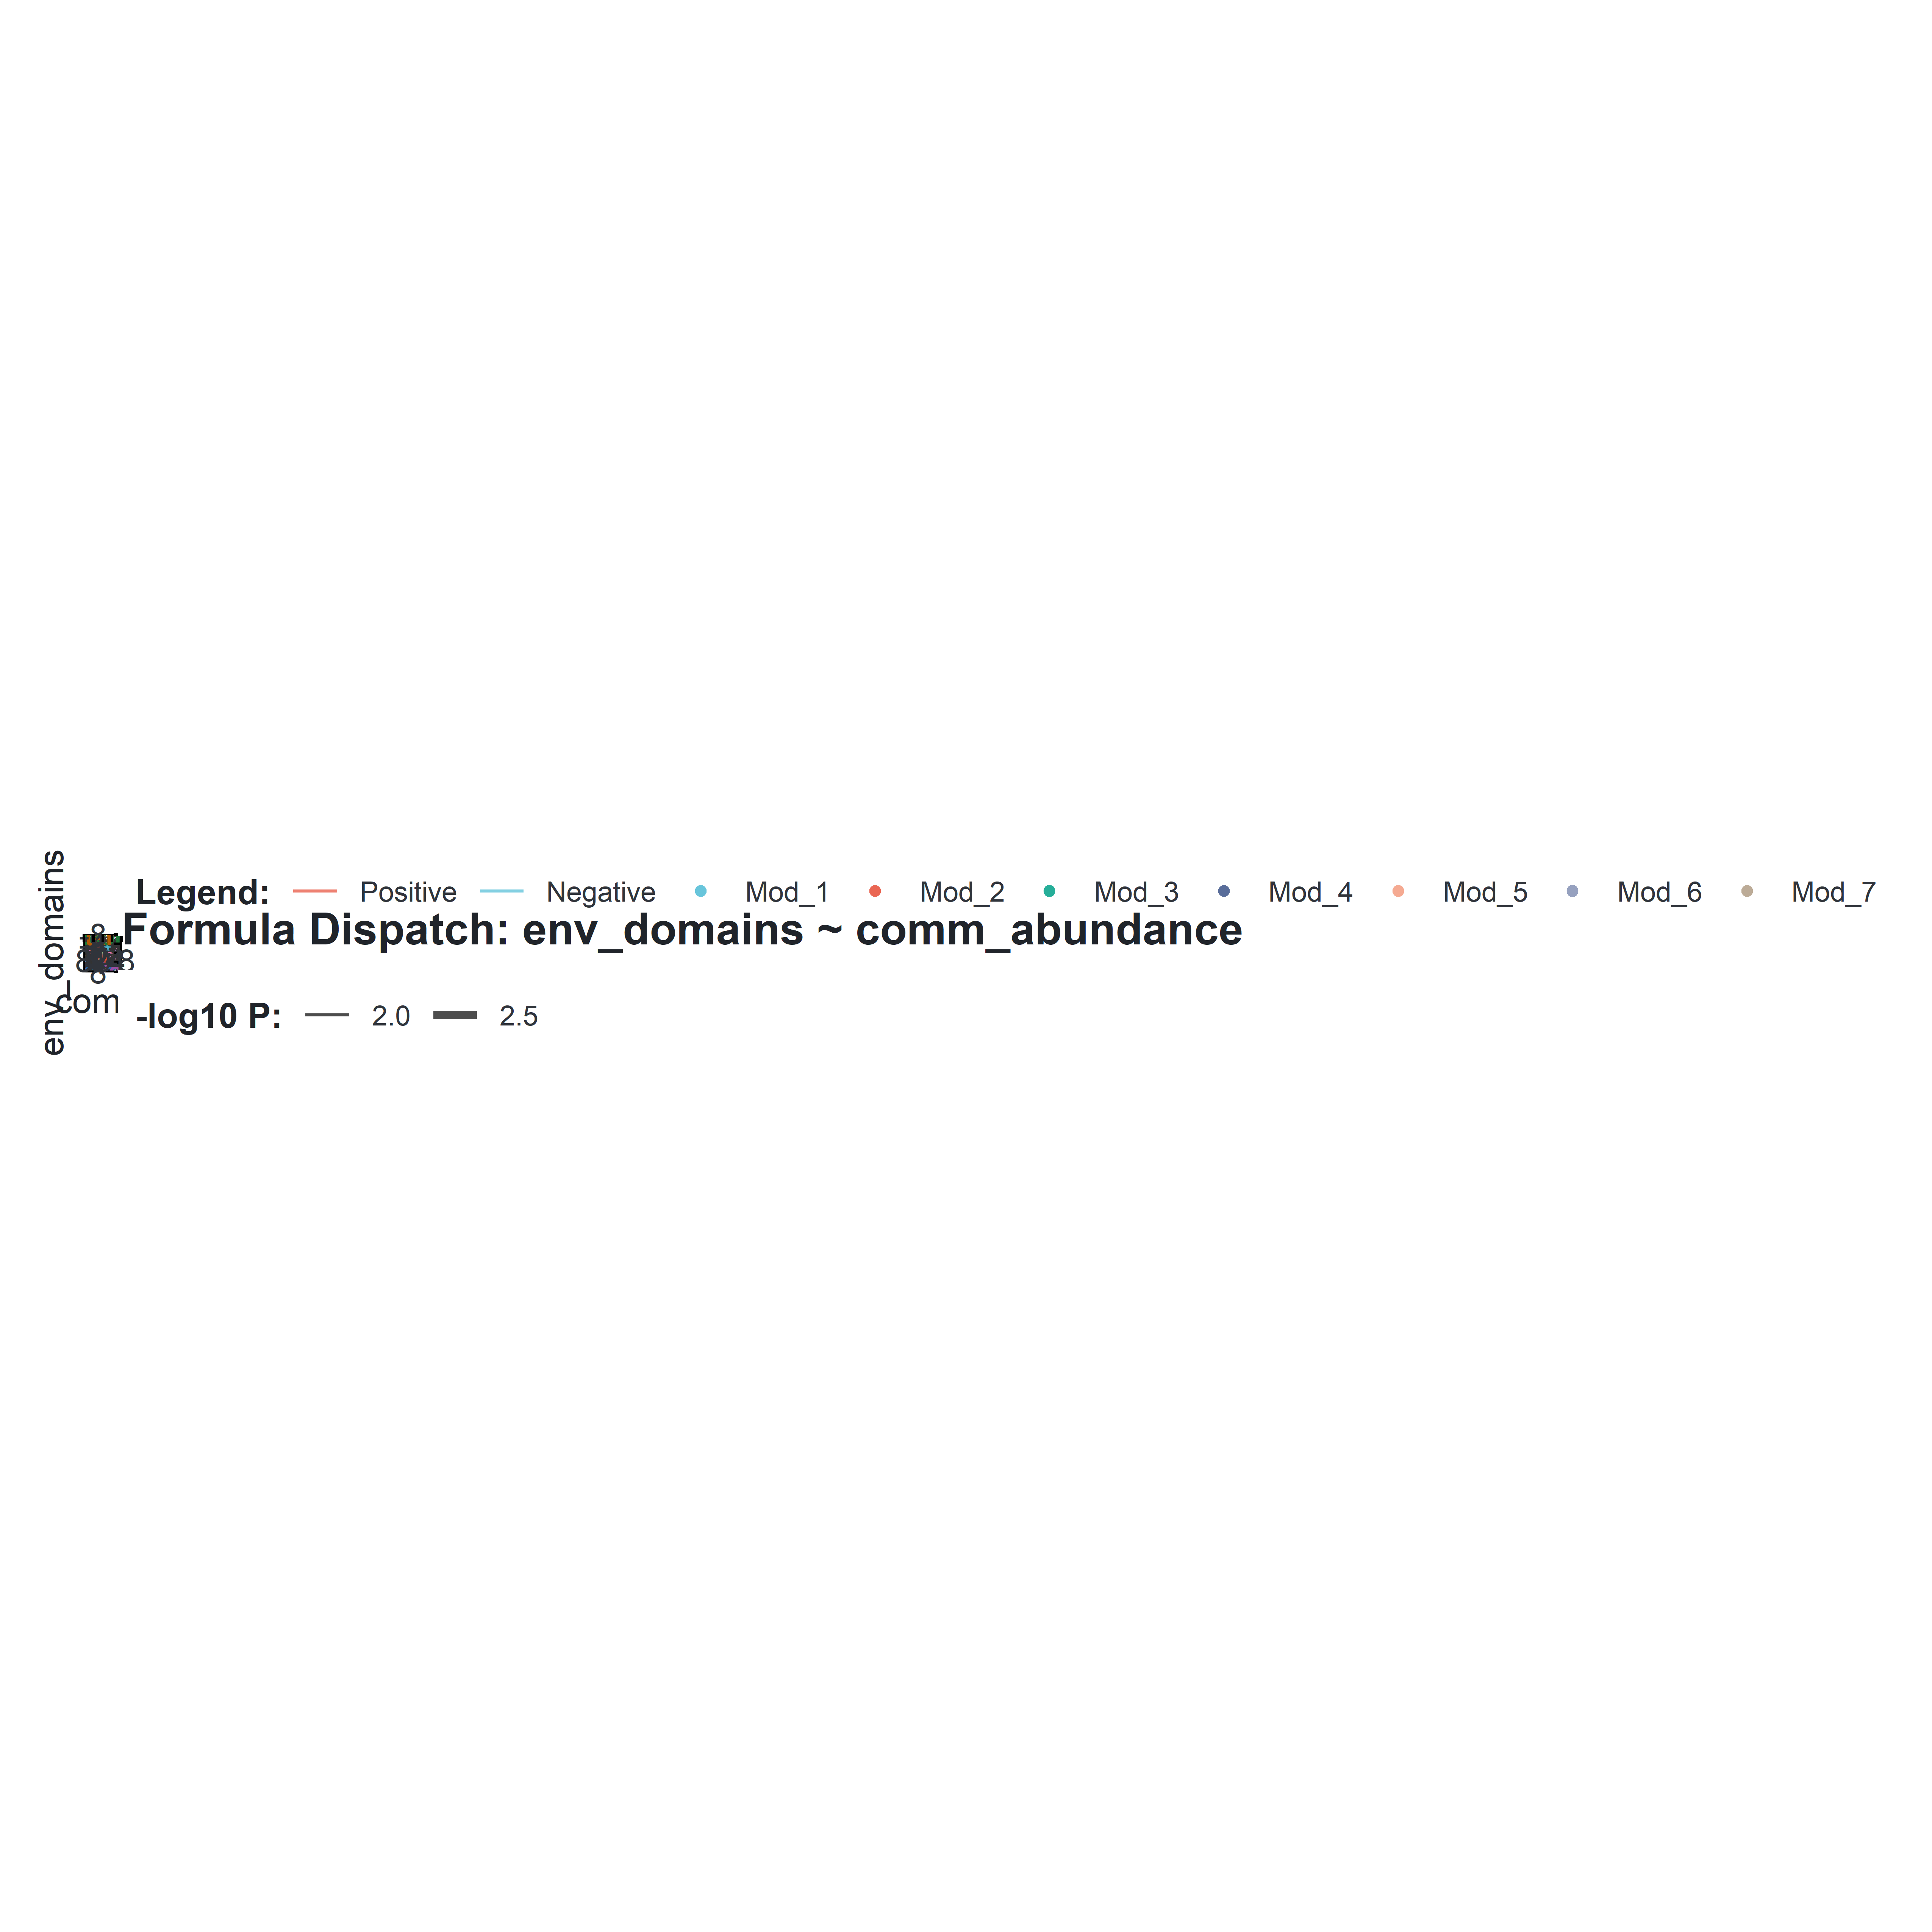 env_domains
Legend: Positive Negative Mod_1 Mod_2 Mod_3 Mod_4 Mod_5 Mod_6 Mod_7
Formula Dispatch: env_domains ~ comm_abundance
com
-log10 P: 2.0 2.5